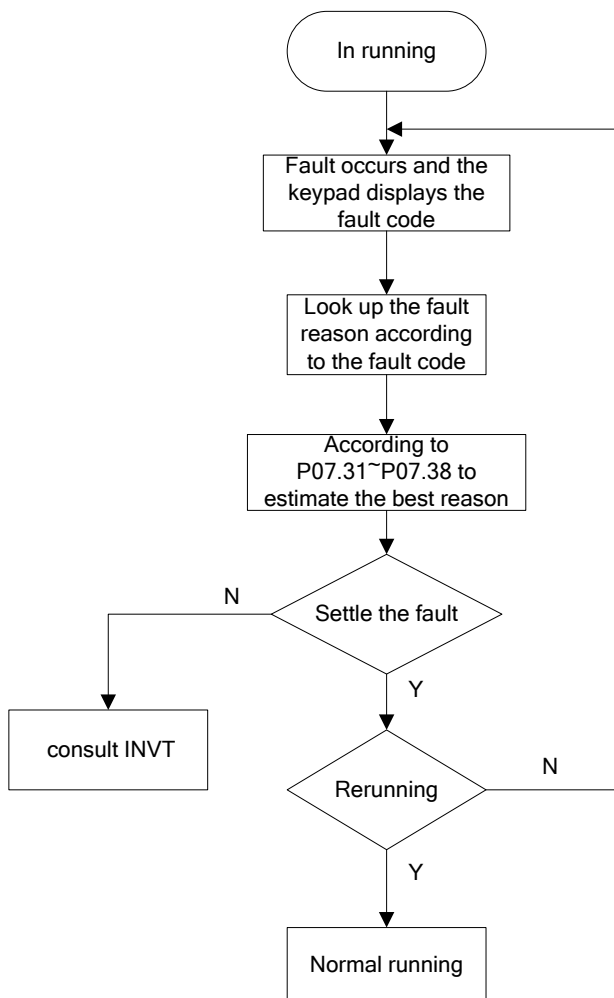 In running
Fault occurs and the
keypad displays the
fault code
Look up the fault
reason according
to the fault code
According to
P07.31~P07.38 to
estimate the best reason
N
Settle the fault
Y
consult INVT
N
Rerunning
Y
Normal running